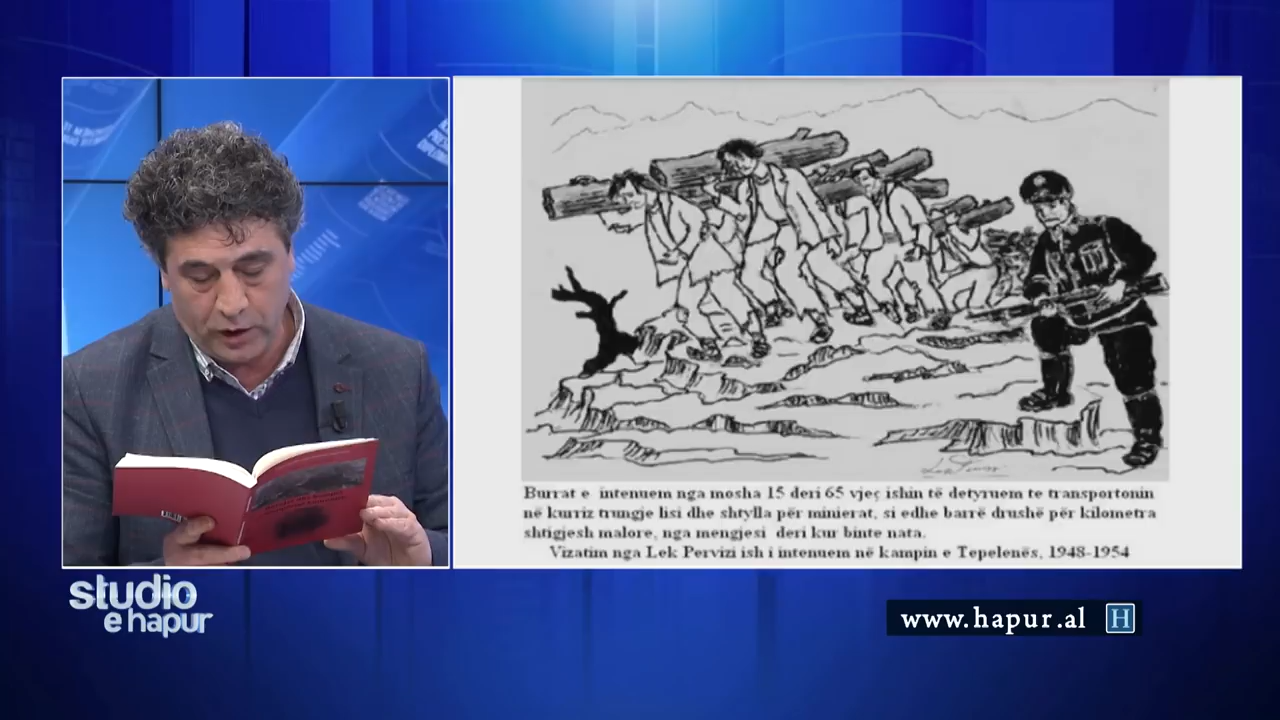 Burrat e intenuem nga mosha 15 deri 65 vjeç ishin të detyruem te transportonin
në kurriz trungje lisi dhe shtylla për minierat, si edhe barrë drushë për kilometra
shtigjesh malore, nga mengjesi deri kur binte nata.
Vizatim nga Lek Pervizi ish i intenuem në kampin e Tepelenës, 1948-1954
studio
e hapur
www.hapur.al H